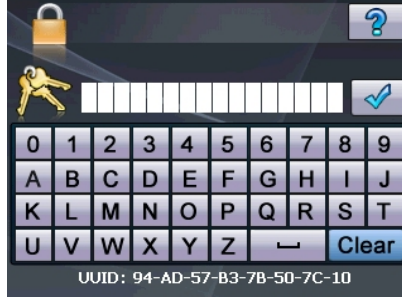 ?
0 1 2 3 4 5 6 7 8 9
A B C D E F G H I J
K L M N O P Q R S T
U V W X Y Z Clear
UUID: 94-AD-57-B3-7B-50-7C-10